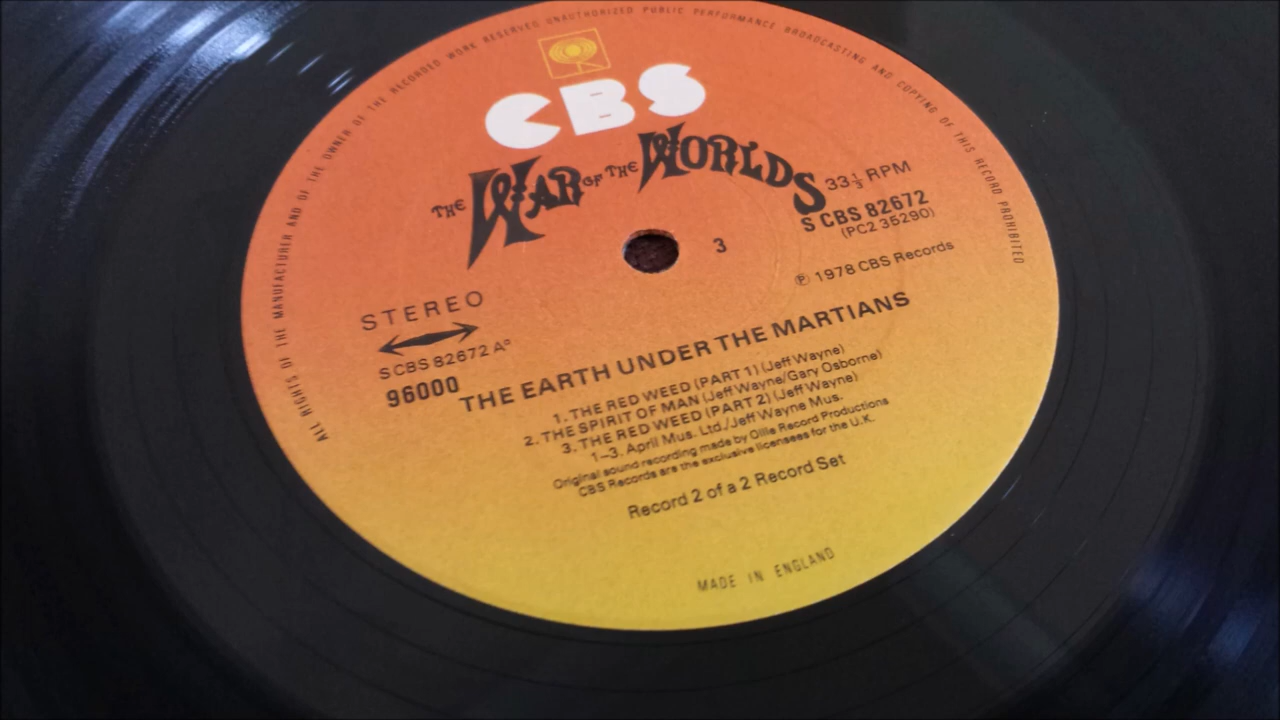 ALL RIGHTS OF THE MANUFACTURER AND OF THE OWNER OF THE RECORDED WORK RESERVED UNAUTHORIZED PUBLIC PERFORMANCE BROADCASTING AND COPYING OF THIS RECORD PROHIBITED
CBS
THE WAR OF THE WORLDS
33⅓ RPM
S CBS 82672
(PC2 35290)
3
℗ 1978 CBS Records
STEREO
SCBS 82672 A
96000
THE EARTH UNDER THE MARTIANS
1. THE RED WEED (PART 1) (Jeff Wayne)
2. THE SPIRIT OF MAN (Jeff Wayne/Gary Osborne)
3. THE RED WEED (PART 2) (Jeff Wayne)
1–3. April Mus. Ltd./Jeff Wayne Mus.
Original sound recording made by Ollie Record Productions
CBS Records are the exclusive licensees for the U.K.
Record 2 of a 2 Record Set
MADE IN ENGLAND